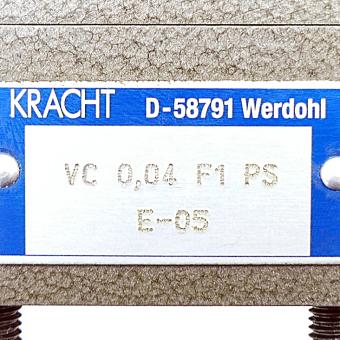 KRACHT D-58791 Werdohl
VC 0,04 F1 PS
E-05